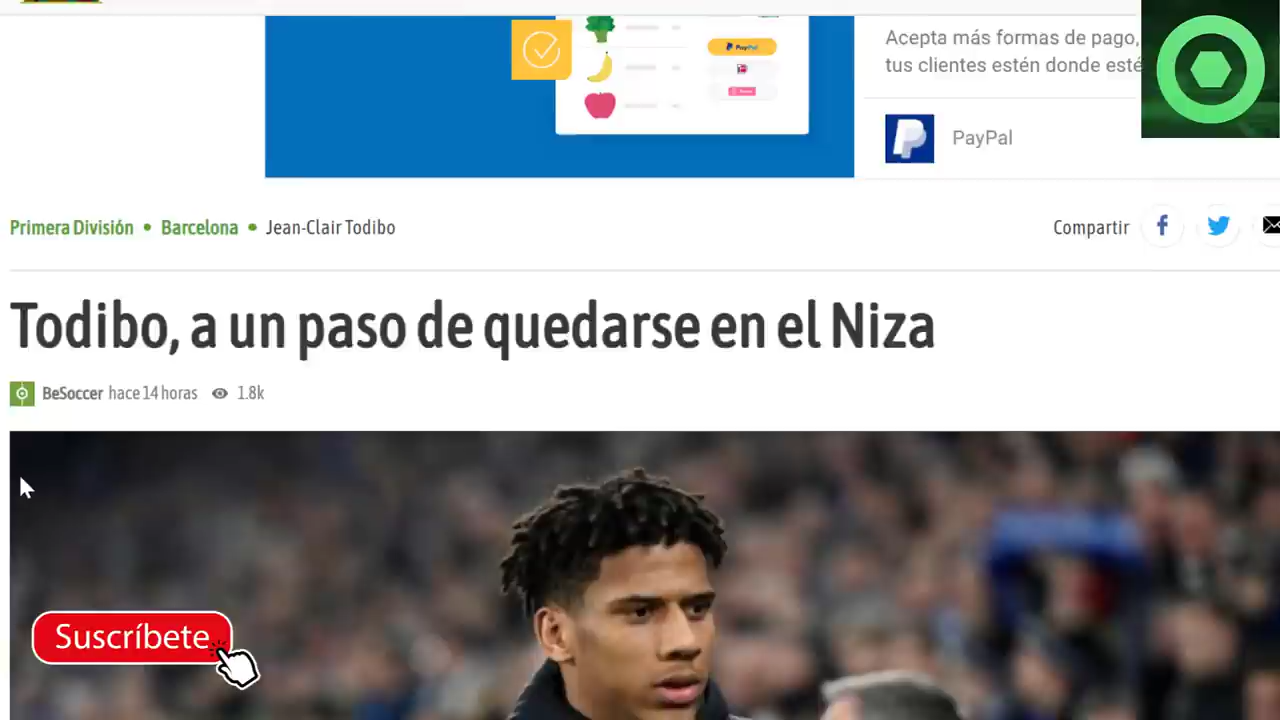 PayPal
Acepta más formas de pago,
tus clientes estén donde esté
PayPal
Primera División • Barcelona • Jean-Clair Todibo
Compartir
Todibo, a un paso de quedarse en el Niza
BeSoccer hace 14 horas 1.8k
Suscríbete